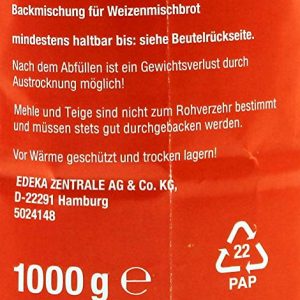 Backmischung für Weizenmischbrot
mindestens haltbar bis: siehe Beutelrückseite.
Nach dem Abfüllen ist ein Gewichtsverlust durch
Austrocknung möglich!
Mehle und Teige sind nicht zum Rohverzehr bestimmt
und müssen stets gut durchgebacken werden.
Vor Wärme geschützt und trocken lagern!
EDEKA ZENTRALE AG & Co. KG,
D-22291 Hamburg
5024148
1000 g ℮
22
PAP